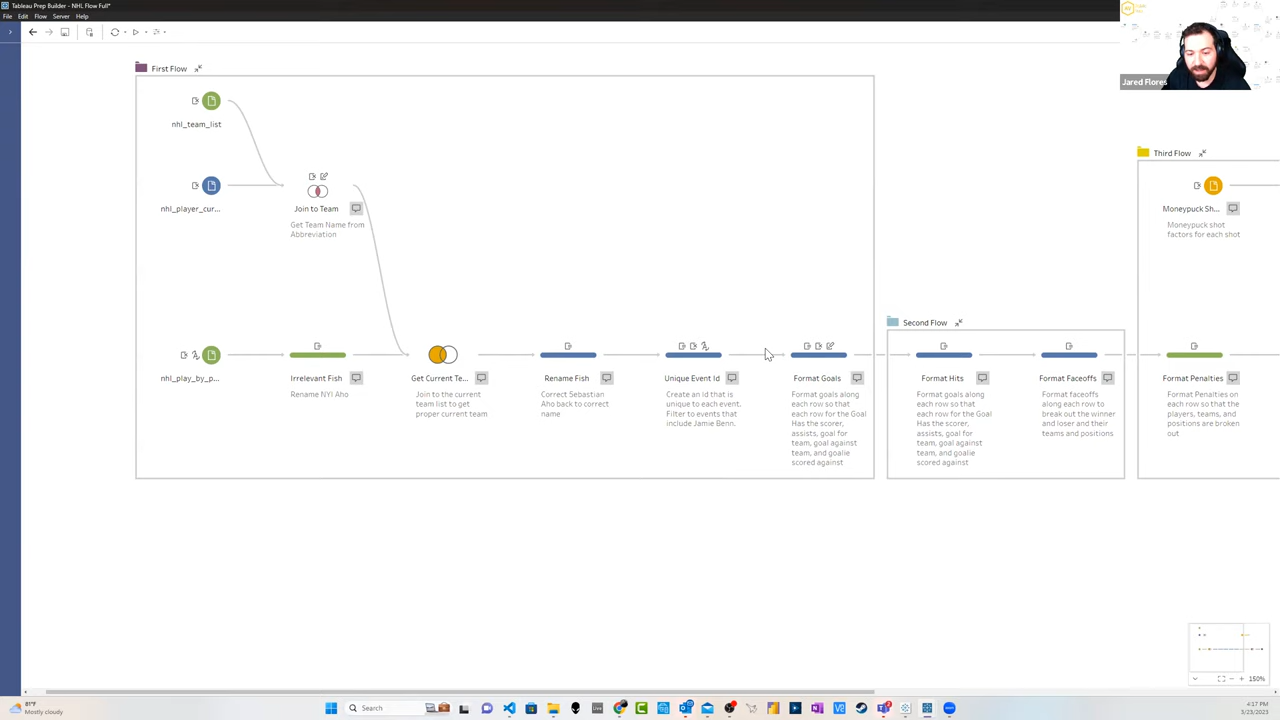 Tableau Prep Builder - NHL Flow Full*
File Edit Flow Server Help
Jared Flores
First Flow
nhl_team_list
nhl_player_cur...
Join to Team
Get Team Name from
Abbreviation
nhl_play_by_p...
Irrelevant Fish
Rename NYI Aho
Get Current Te...
Join to the current
team list to get
proper current team
Rename Fish
Correct Sebastian
Aho back to correct
name
Unique Event Id
Create an id that is
unique to each event.
Filter to events that
include Jamie Benn.
Format Goals
Format goals along
each row so that
each row for the Goal
Has the scorer,
assists, goal for
team, goal against
team, and goalie
scored against
Second Flow
Format Hits
Format goals along
each row so that
each row for the Goal
Has the scorer,
assists, goal for
team, goal against
team, and goalie
scored against
Format Faceoffs
Format faceoffs
along each row to
break out the winner
and loser and their
teams and positions
Third Flow
Moneypuck Sh...
Moneypuck shot
factors for each shot
Format Penalties
Format Penalties on
each row so that the
players, teams, and
positions are broken
out
150%
81°F
Mostly cloudy
Search
4:17 PM
5/23/2023